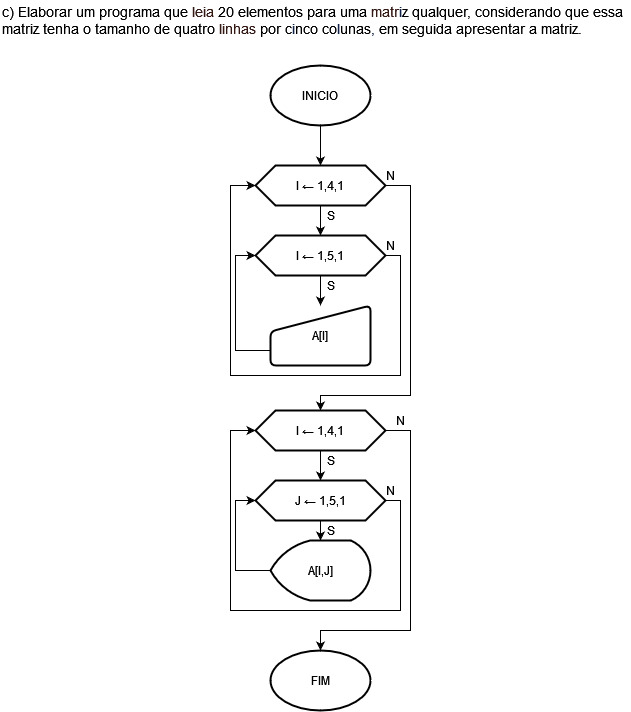 c) Elaborar um programa que leia 20 elementos para uma matriz qualquer, considerando que essa
matriz tenha o tamanho de quatro linhas por cinco colunas, em seguida apresentar a matriz.
INICIO
I ← 1,4,1
N
S
I ← 1,5,1
N
S
A[I]
I ← 1,4,1
N
S
J ← 1,5,1
N
S
A[I,J]
FIM